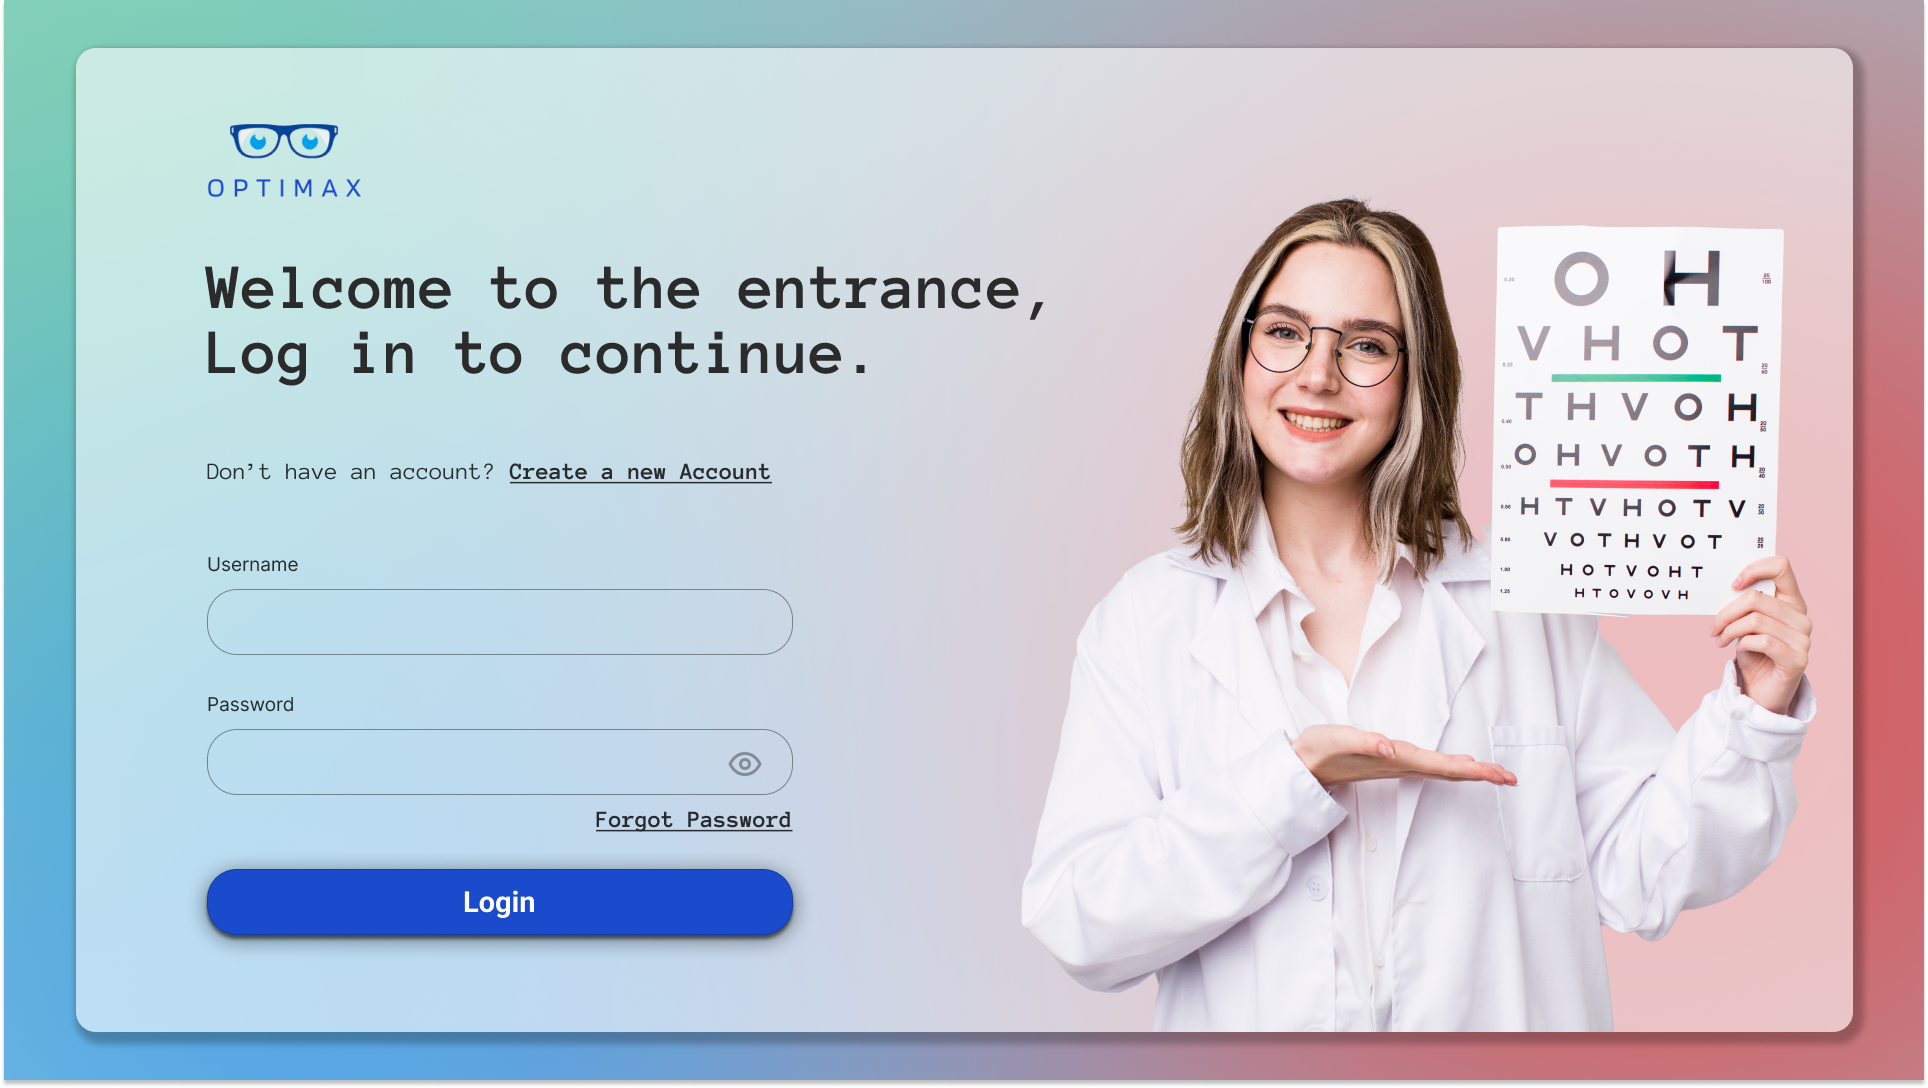 OPTIMAX
Welcome to the entrance,
Log in to continue.
Don’t have an account? Create a new Account
Username
Password
Forgot Password
Login
O H
V H O T
T H V O H
O H V O T H
H T V H O T V
V O T H V O T
H O T V O H T
H T O V O V H